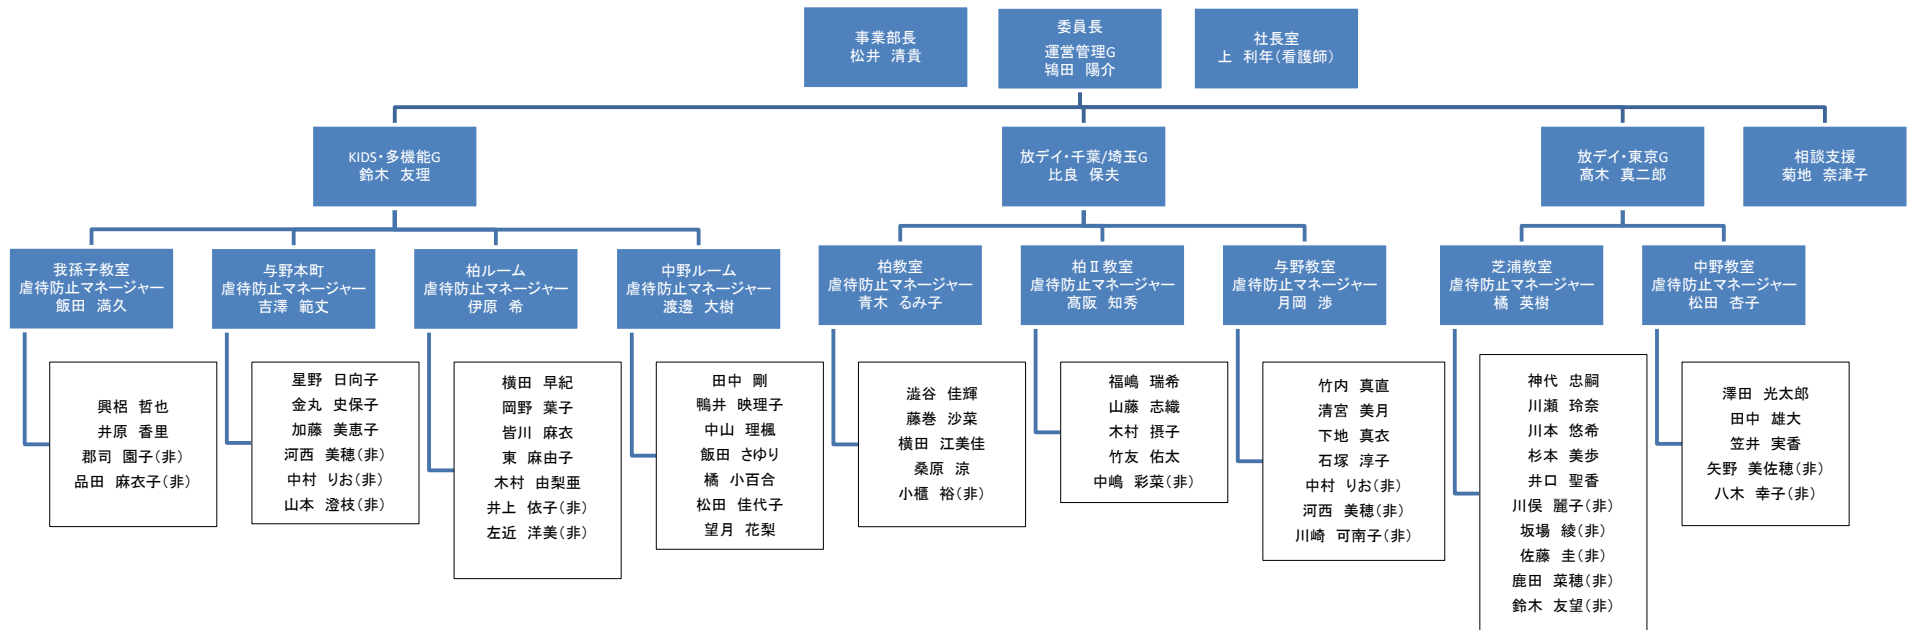 事業部長
松井 清貴
委員長
運営管理G
鴇田 陽介
社長室
上 利年(看護師)
KIDS・多機能G
鈴木 友理
放デイ・千葉/埼玉G
比良 保夫
放デイ・東京G
髙木 真二郎
相談支援
菊地 奈津子
我孫子教室
虐待防止マネージャー
飯田 満久
与野本町
虐待防止マネージャー
吉澤 範丈
柏ルーム
虐待防止マネージャー
伊原 希
中野ルーム
虐待防止マネージャー
渡邊 大樹
柏教室
虐待防止マネージャー
青木 るみ子
柏Ⅱ教室
虐待防止マネージャー
髙阪 知秀
与野教室
虐待防止マネージャー
月岡 渉
芝浦教室
虐待防止マネージャー
橘 英樹
中野教室
虐待防止マネージャー
松田 杏子
興梠 哲也
井原 香里
郡司 園子(非)
品田 麻衣子(非)
星野 日向子
金丸 史保子
加藤 美恵子
河西 美穂(非)
中村 りお(非)
山本 澄枝(非)
横田 早紀
岡野 葉子
皆川 麻衣
東 麻由子
木村 由梨亜
井上 依子(非)
左近 洋美(非)
田中 剛
鴨井 映理子
中山 理楓
飯田 さゆり
橘 小百合
松田 佳代子
望月 花梨
澁谷 佳輝
藤巻 沙菜
横田 江美佳
桑原 涼
小櫃 裕(非)
福嶋 瑞希
山藤 志織
木村 摂子
竹友 佑太
中嶋 彩菜(非)
竹内 真直
清宮 美月
下地 真衣
石塚 淳子
中村 りお(非)
河西 美穂(非)
川崎 可南子(非)
神代 忠嗣
川瀬 玲奈
川本 悠希
杉本 美歩
井口 聖香
川俣 麗子(非)
坂場 綾(非)
佐藤 圭(非)
鹿田 菜穂(非)
鈴木 友望(非)
澤田 光太郎
田中 雄大
笠井 実香
矢野 美佐穂(非)
八木 幸子(非)